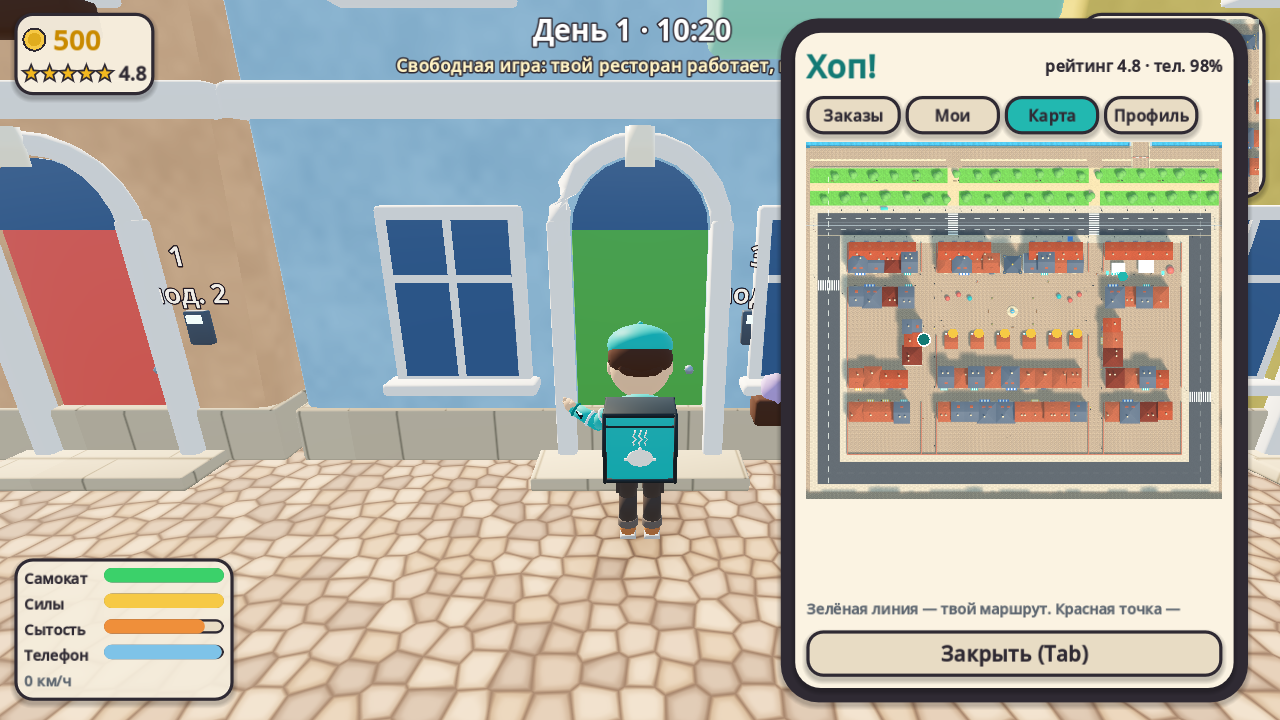 500
4.8
День 1 · 10:20
Свободная игра: твой ресторан работает,
Хоп!
рейтинг 4.8 · тел. 98%
Заказы
Мои
Карта
Профиль
1
под. 2
Самокат
Силы
Сытость
Телефон
0 км/ч
Зелёная линия — твой маршрут. Красная точка —
Закрыть (Tab)